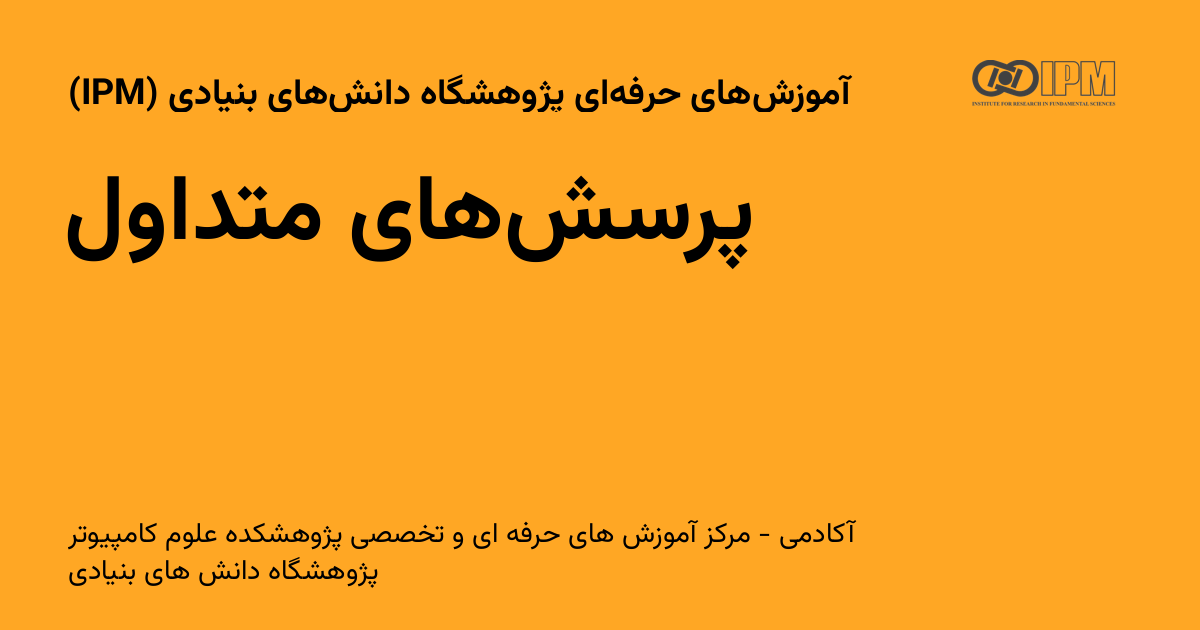 آموزش‌های حرفه‌ای پژوهشگاه دانش‌های بنیادی (IPM)
IPM
INSTITUTE FOR RESEARCH IN FUNDAMENTAL SCIENCES
پرسش‌های متداول
آکادمی - مرکز آموزش های حرفه ای و تخصصی پژوهشکده علوم کامپیوتر
پژوهشگاه دانش های بنیادی